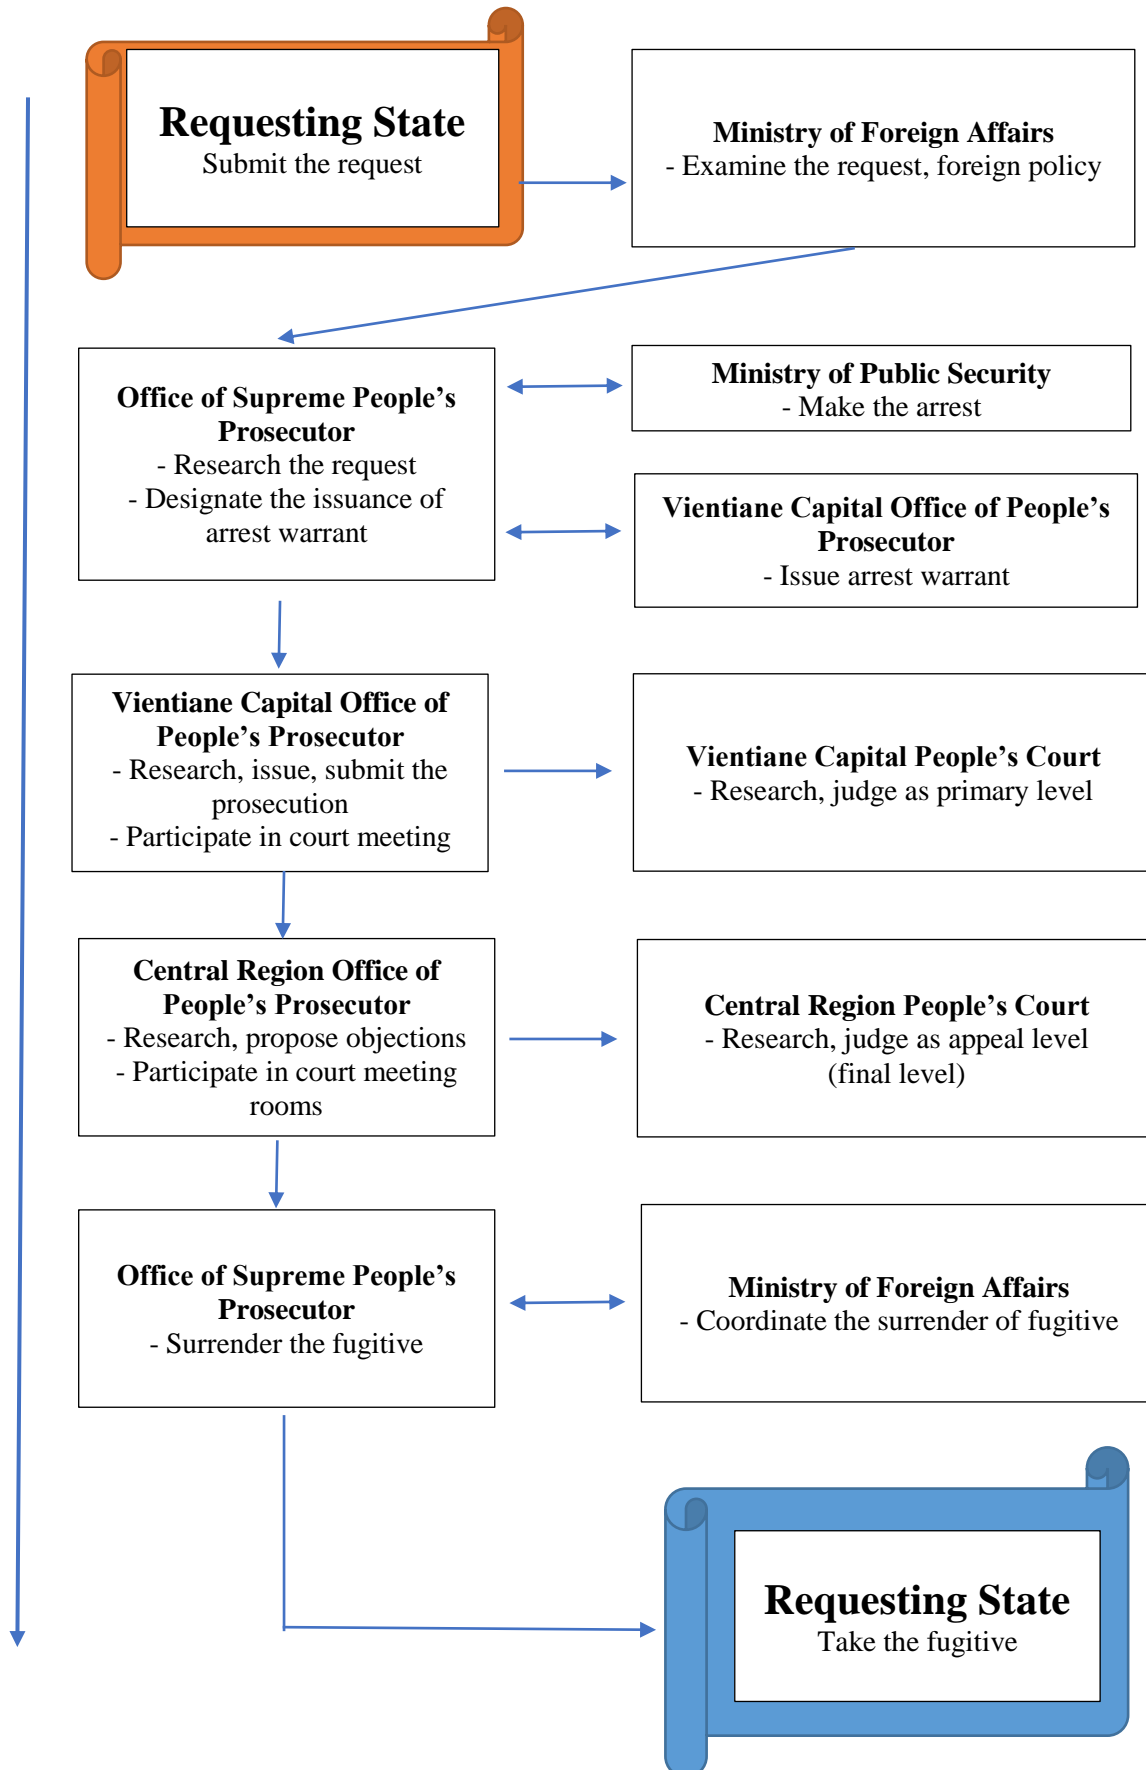 Requesting State
Submit the request
Ministry of Foreign Affairs
- Examine the request, foreign policy
Office of Supreme People’s
Prosecutor
- Research the request
- Designate the issuance of
arrest warrant
Ministry of Public Security
- Make the arrest
Vientiane Capital Office of People’s
Prosecutor
- Issue arrest warrant
Vientiane Capital Office of
People’s Prosecutor
- Research, issue, submit the
prosecution
- Participate in court meeting
Vientiane Capital People’s Court
- Research, judge as primary level
Central Region Office of
People’s Prosecutor
- Research, propose objections
- Participate in court meeting
rooms
Central Region People’s Court
- Research, judge as appeal level
(final level)
Office of Supreme People’s
Prosecutor
- Surrender the fugitive
Ministry of Foreign Affairs
- Coordinate the surrender of fugitive
Requesting State
Take the fugitive